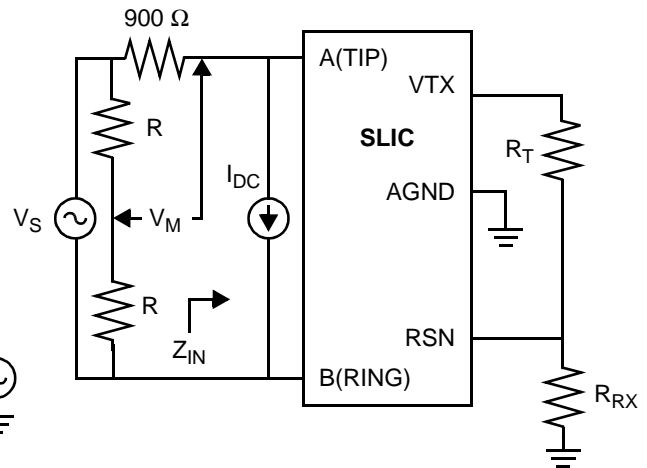 900 Ω
A(TIP)
VTX
R
SLIC
R_T
I_DC
AGND
V_S
V_M
R
Z_IN
RSN
B(RING)
R_RX